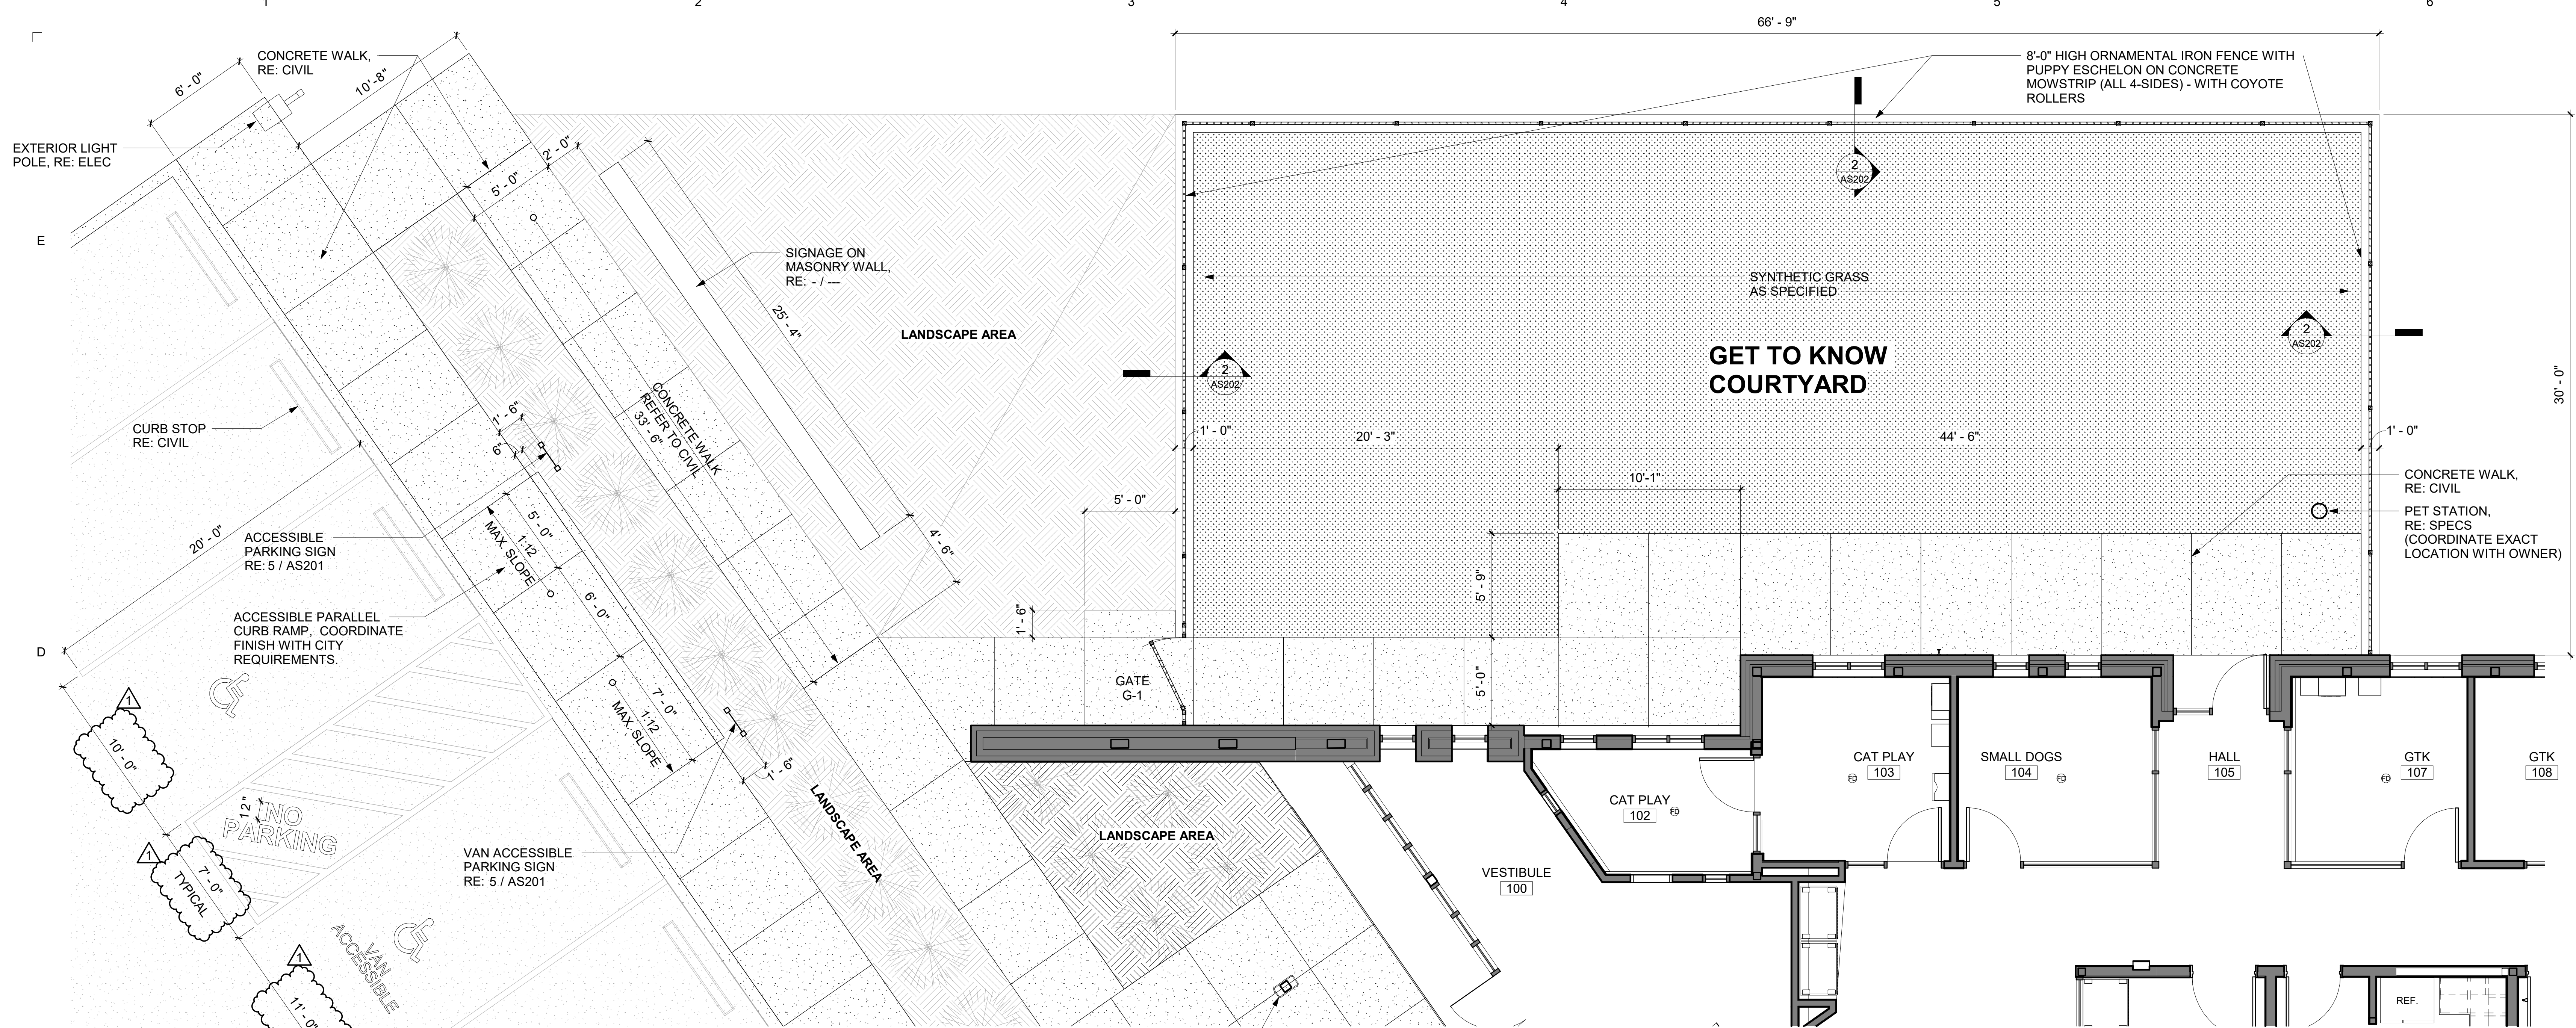 1
2
3
4
5
6
66' - 9"
CONCRETE WALK,
RE: CIVIL
6' - 0"
10'-8"
8'-0" HIGH ORNAMENTAL IRON FENCE WITH
PUPPY ESCHELON ON CONCRETE
MOWSTRIP (ALL 4-SIDES) - WITH COYOTE
ROLLERS
EXTERIOR LIGHT
POLE, RE: ELEC
2' - 0"
5' - 0"
2
AS202
E
SIGNAGE ON
MASONRY WALL,
RE: - / ---
25' - 4"
SYNTHETIC GRASS
AS SPECIFIED
LANDSCAPE AREA
GET TO KNOW
COURTYARD
2
AS202
2
AS202
30' - 0"
CONCRETE WALK
REFER TO CIVIL
33' - 6"
CURB STOP
RE: CIVIL
1' - 6"
6"
1' - 0"
20' - 3"
44' - 6"
1' - 0"
10'-1"
CONCRETE WALK,
RE: CIVIL
5' - 0"
PET STATION,
RE: SPECS
(COORDINATE EXACT
LOCATION WITH OWNER)
20' - 0"
ACCESSIBLE
PARKING SIGN
RE: 5 / AS201
5' - 0"
1:12
MAX. SLOPE
4' - 6"
5' - 9"
6' - 0"
1' - 6"
ACCESSIBLE PARALLEL
CURB RAMP, COORDINATE
FINISH WITH CITY
REQUIREMENTS.
D
GATE
G-1
5'-0"
7' - 0"
1:12
MAX. SLOPE
1
10' - 0"
1' - 6"
CAT PLAY
103
FD
SMALL DOGS
104
FD
HALL
105
GTK
107
FD
GTK
108
12"
NO
PARKING
CAT PLAY
102
FD
LANDSCAPE AREA
LANDSCAPE AREA
1
7' - 0"
TYPICAL
VAN ACCESSIBLE
PARKING SIGN
RE: 5 / AS201
VESTIBULE
100
VAN
ACCESSIBLE
1
11' - 0"
REF.